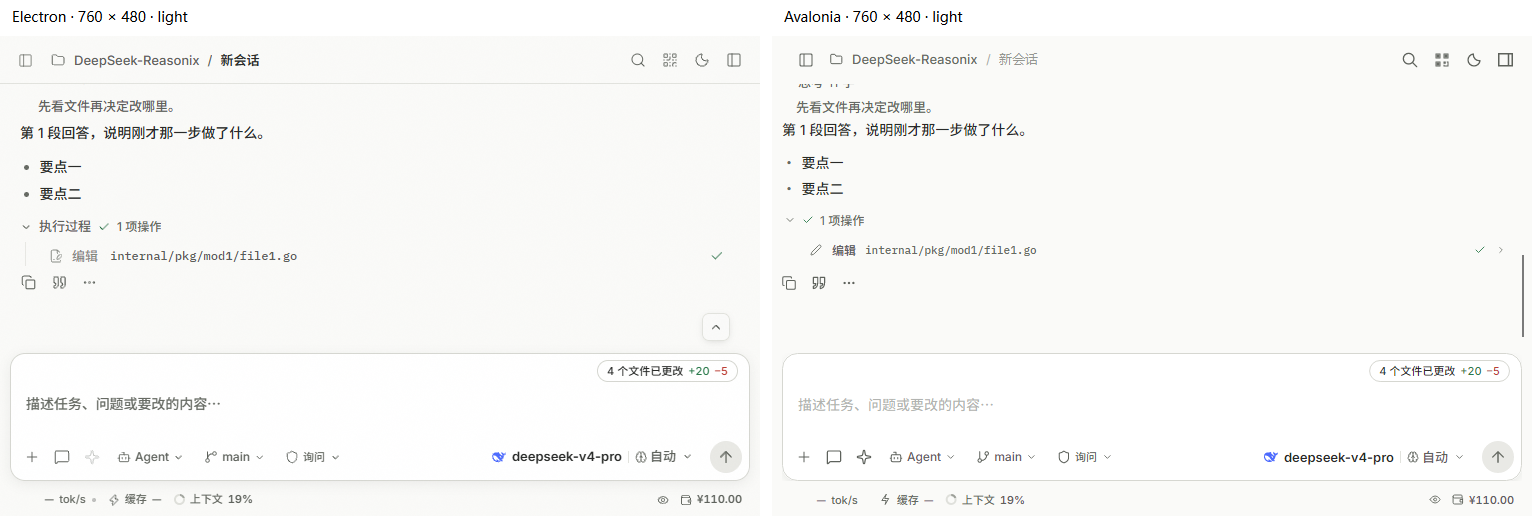 Electron · 760 × 480 · light
DeepSeek-Reasonix / 新会话
先看文件再决定改哪里。
第 1 段回答，说明刚才那一步做了什么。
• 要点一
• 要点二
执行过程 1 项操作
编辑 internal/pkg/mod1/file1.go
4 个文件已更改 +20 −5
描述任务、问题或要改的内容…
Agent main 询问 deepseek-v4-pro 自动
— tok/s 缓存 — 上下文 19% ¥110.00
Avalonia · 760 × 480 · light
DeepSeek-Reasonix / 新会话
先看文件再决定改哪里。
第 1 段回答，说明刚才那一步做了什么。
• 要点一
• 要点二
1 项操作
编辑 internal/pkg/mod1/file1.go
4 个文件已更改 +20 −5
描述任务、问题或要改的内容…
Agent main 询问 deepseek-v4-pro 自动
— tok/s 缓存 — 上下文 19% ¥110.00